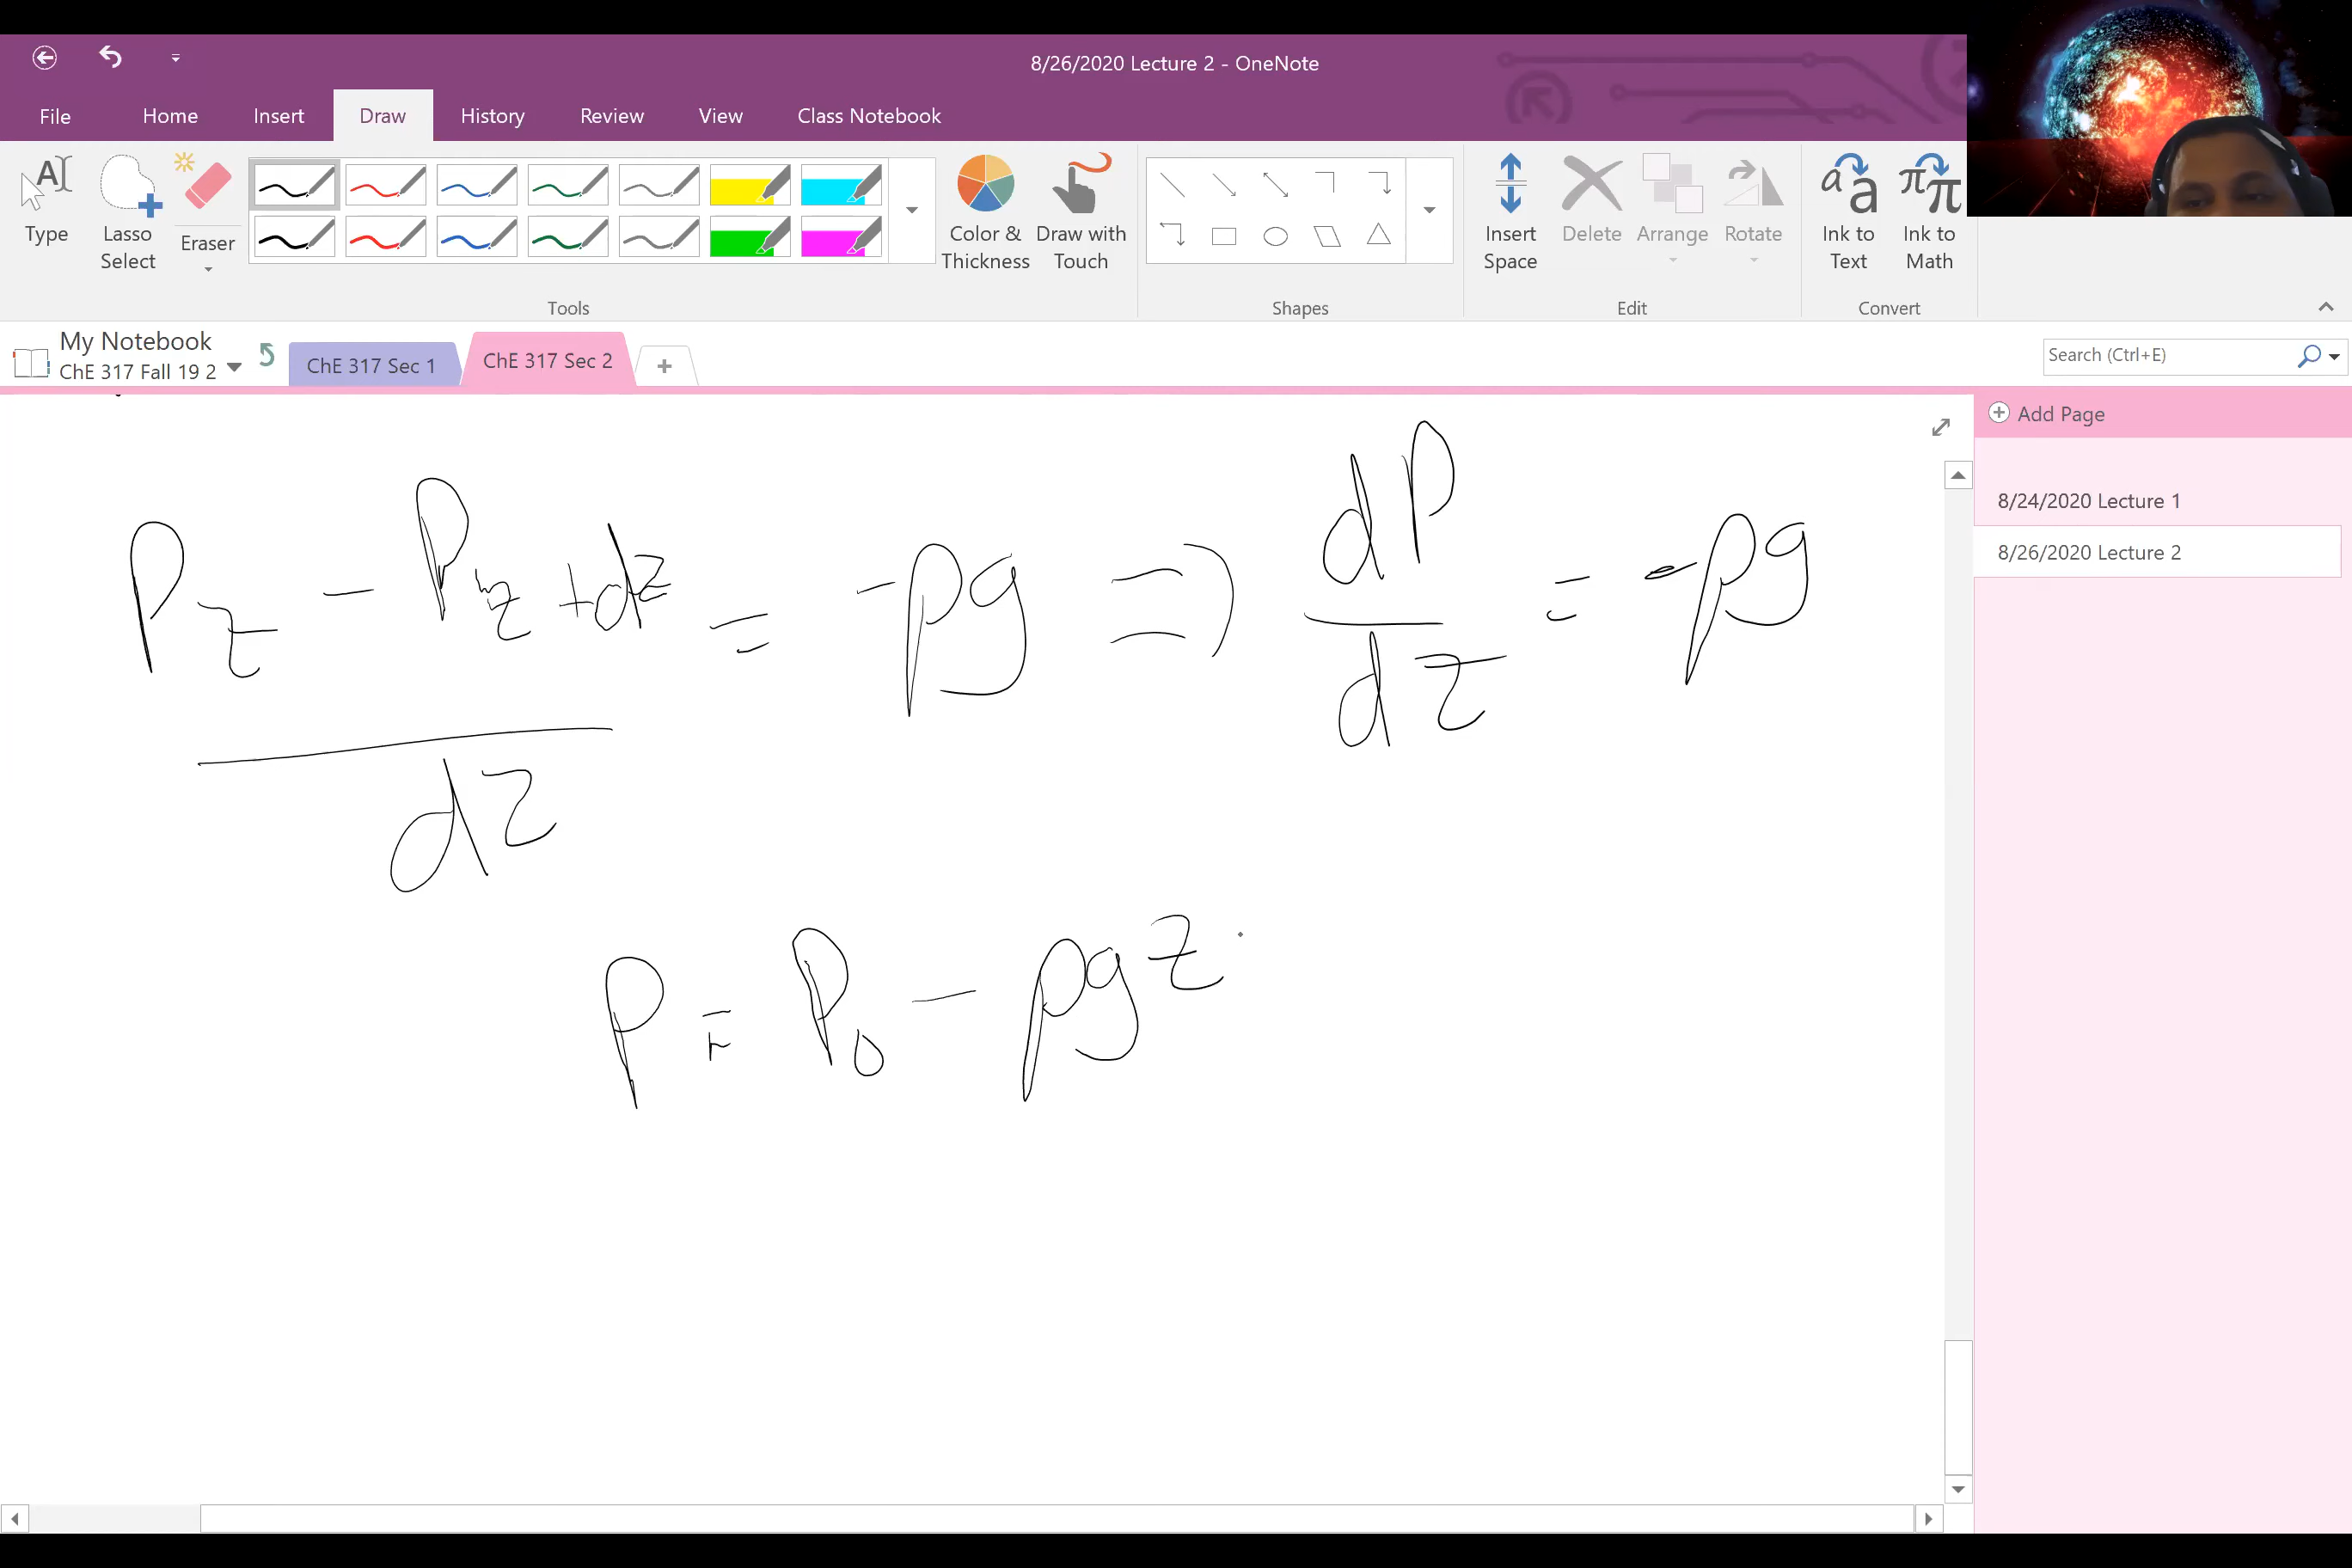 8/26/2020 Lecture 2 - OneNote
File Home Insert Draw History Review View Class Notebook
Type
Lasso Select
Eraser
Color & Thickness
Draw with Touch
Insert Space
Delete
Arrange
Rotate
Ink to Text
Ink to Math
Tools Shapes Edit Convert
My Notebook
ChE 317 Fall 19 2
ChE 317 Sec 1
ChE 317 Sec 2
Search (Ctrl+E)
Add Page
8/24/2020 Lecture 1
8/26/2020 Lecture 2
P_z - P_{z+dz} / dz = -ρg ⇒ dP/dz = -ρg
P = P_0 - ρgz